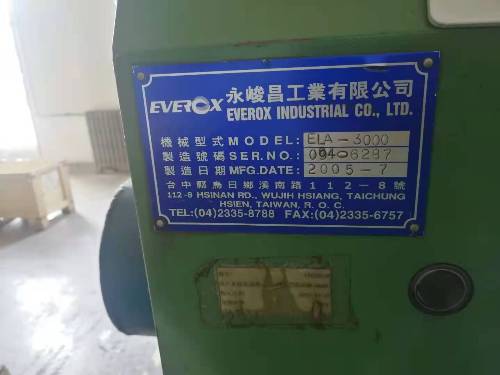 EVEROX 永峻昌工業有限公司
EVEROX INDUSTRIAL CO., LTD.
機械型式 MODEL: ELA-3000
製造號碼 SER.NO.: 09406287
製造日期 MFG.DATE: 2005-7
台中縣烏日鄉溪南路112-8號
112-8 HSINAN RD., WUJIH HSIANG, TAICHUNG
HSIEN, TAIWAN, R. O. C.
TEL:(04)2335-8788 FAX:(04)2335-6757